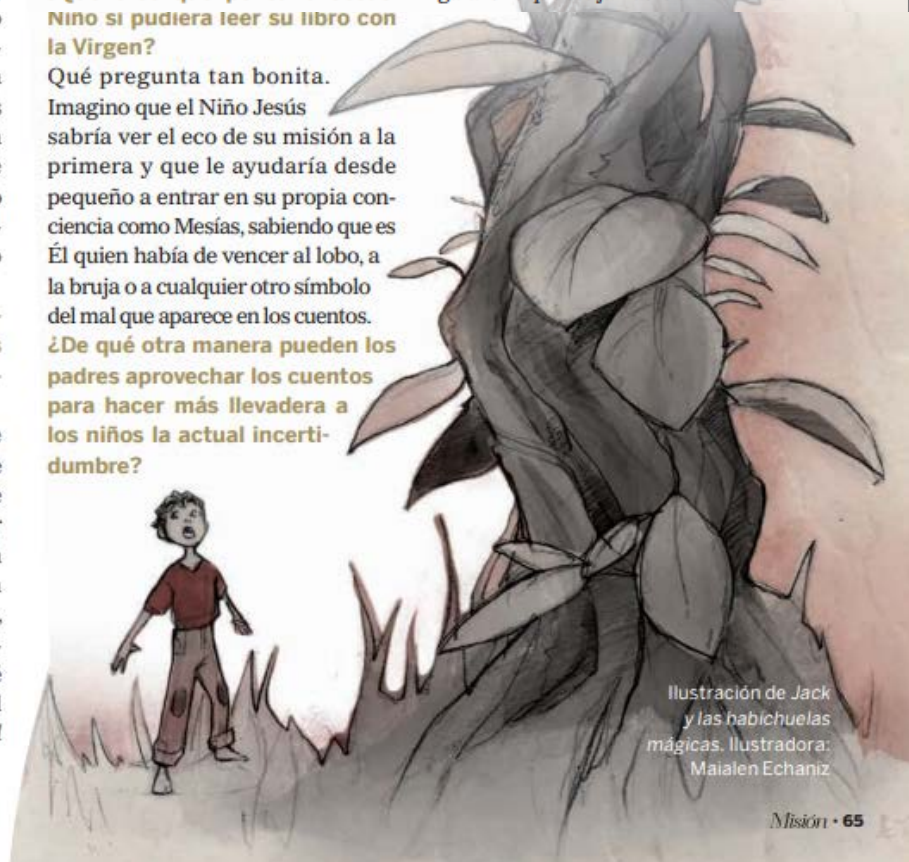 Niño si pudiera leer su libro con
la Virgen?
Qué pregunta tan bonita.
Imagino que el Niño Jesús
sabría ver el eco de su misión a la
primera y que le ayudaría desde
pequeño a entrar en su propia con-
ciencia como Mesías, sabiendo que es
Él quien había de vencer al lobo, a
la bruja o a cualquier otro símbolo
del mal que aparece en los cuentos.
¿De qué otra manera pueden los
padres aprovechar los cuentos
para hacer más llevadera a
los niños la actual incerti-
dumbre?
Ilustración de Jack
y las habichuelas
mágicas. Ilustradora:
Maialen Echaniz
Misión • 65